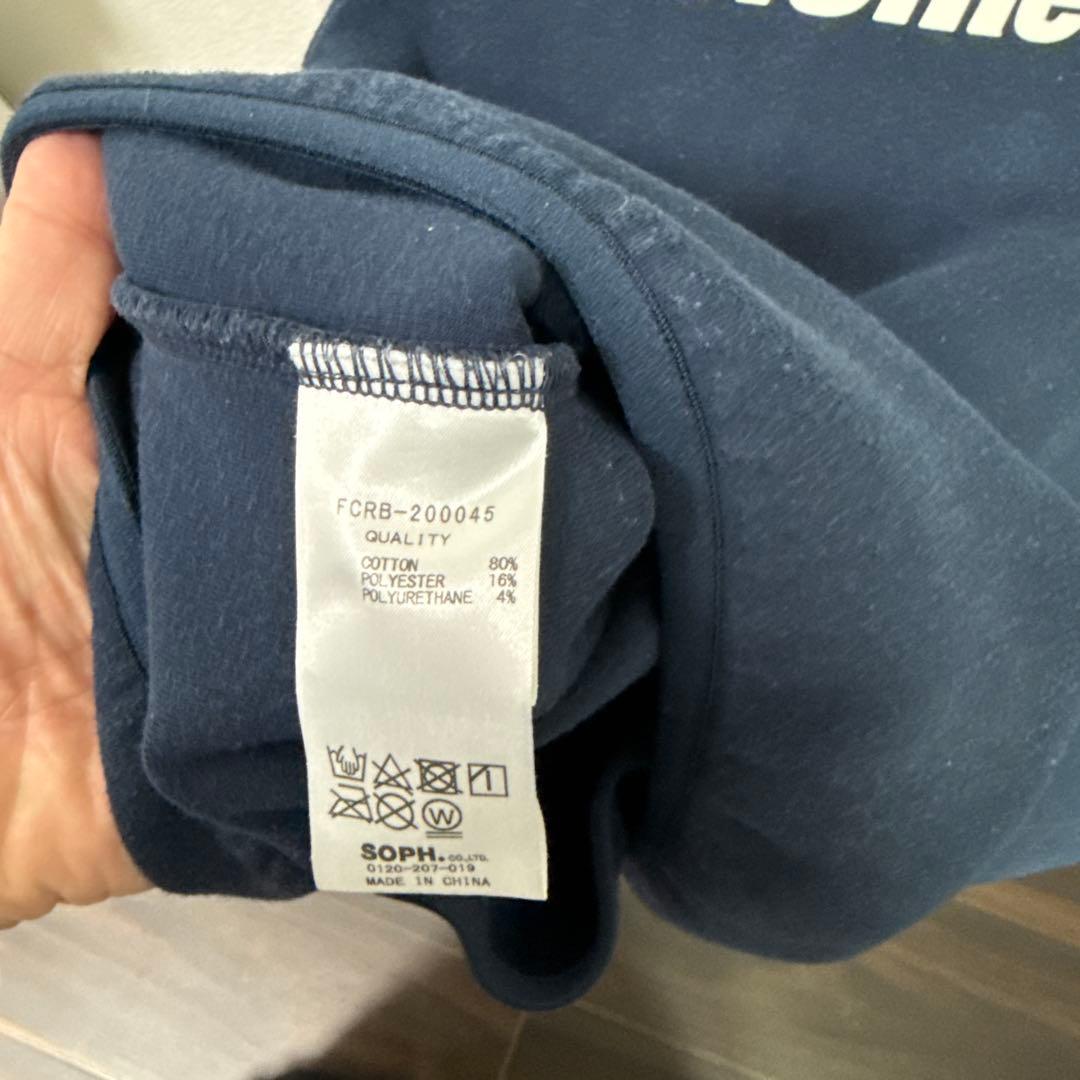 FCRB-200045
QUALITY
COTTON 80%
POLYESTER 16%
POLYURETHANE 4%
W
SOPH. CO.,LTD.
0120-207-019
MADE IN CHINA